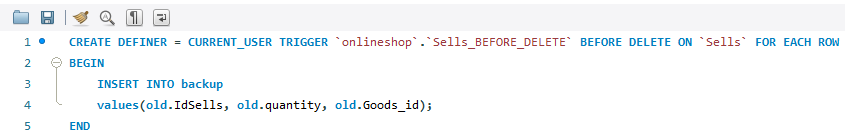 1 CREATE DEFINER = CURRENT_USER TRIGGER `onlineshop`.`Sells_BEFORE_DELETE` BEFORE DELETE ON `Sells` FOR EACH ROW
2 BEGIN
3 INSERT INTO backup
4 values(old.IdSells, old.quantity, old.Goods_id);
5 END